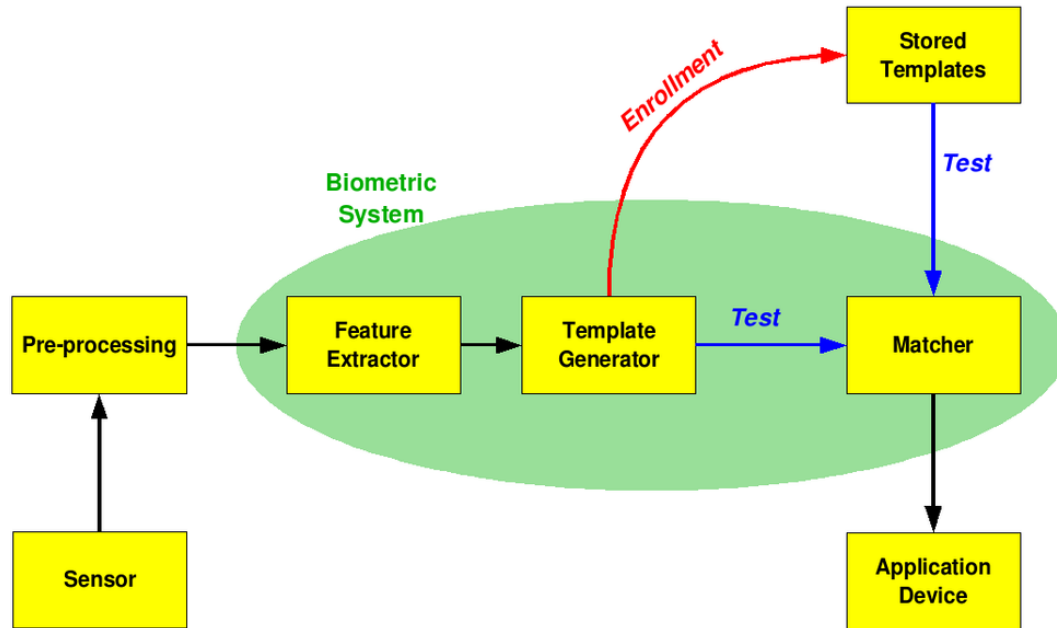 Stored
Templates
Enrollment
Test
Biometric
System
Pre-processing
Feature
Extractor
Template
Generator
Test
Matcher
Sensor
Application
Device